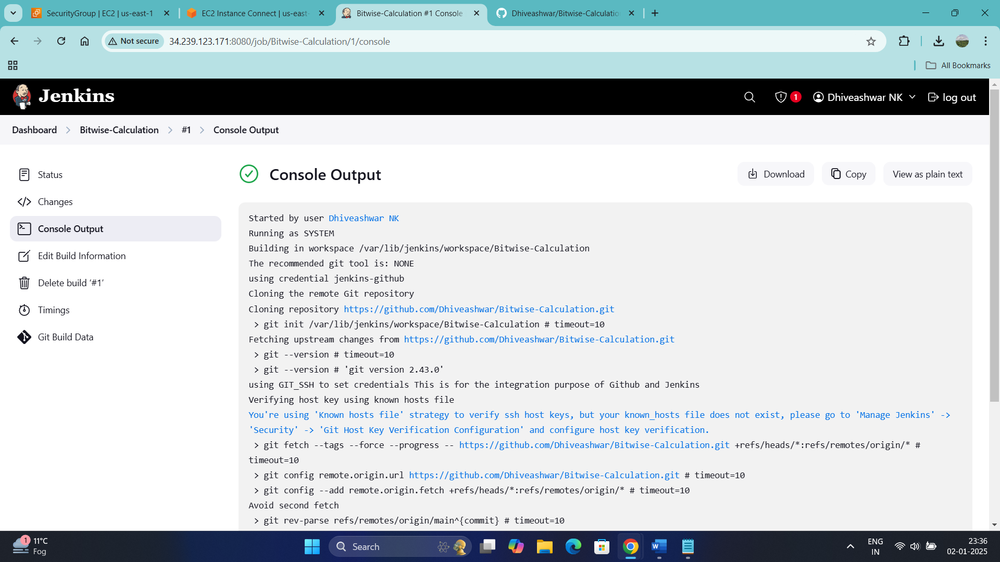 SecurityGroup | EC2 | us-east-1
EC2 Instance Connect | us-east-
Bitwise-Calculation #1 Console
Dhiveashwar/Bitwise-Calculatio
Not secure
34.239.123.171:8080/job/Bitwise-Calculation/1/console
All Bookmarks
Jenkins
1
Dhiveashwar NK
log out
Dashboard
Bitwise-Calculation
#1
Console Output
Status
Changes
Console Output
Edit Build Information
Delete build ‘#1’
Timings
Git Build Data
Console Output
Download
Copy
View as plain text
Started by user Dhiveashwar NK
Running as SYSTEM
Building in workspace /var/lib/jenkins/workspace/Bitwise-Calculation
The recommended git tool is: NONE
using credential jenkins-github
Cloning the remote Git repository
Cloning repository https://github.com/Dhiveashwar/Bitwise-Calculation.git
> git init /var/lib/jenkins/workspace/Bitwise-Calculation # timeout=10
Fetching upstream changes from https://github.com/Dhiveashwar/Bitwise-Calculation.git
> git --version # timeout=10
> git --version # 'git version 2.43.0'
using GIT_SSH to set credentials This is for the integration purpose of Github and Jenkins
Verifying host key using known hosts file
You're using 'Known hosts file' strategy to verify ssh host keys, but your known_hosts file does not exist, please go to 'Manage Jenkins' ->
'Security' -> 'Git Host Key Verification Configuration' and configure host key verification.
> git fetch --tags --force --progress -- https://github.com/Dhiveashwar/Bitwise-Calculation.git +refs/heads/*:refs/remotes/origin/* #
timeout=10
> git config remote.origin.url https://github.com/Dhiveashwar/Bitwise-Calculation.git # timeout=10
> git config --add remote.origin.fetch +refs/heads/*:refs/remotes/origin/* # timeout=10
Avoid second fetch
> git rev-parse refs/remotes/origin/main^{commit} # timeout=10
1
11°C
Fog
Search
W
ENG
IN
23:36
02-01-2025